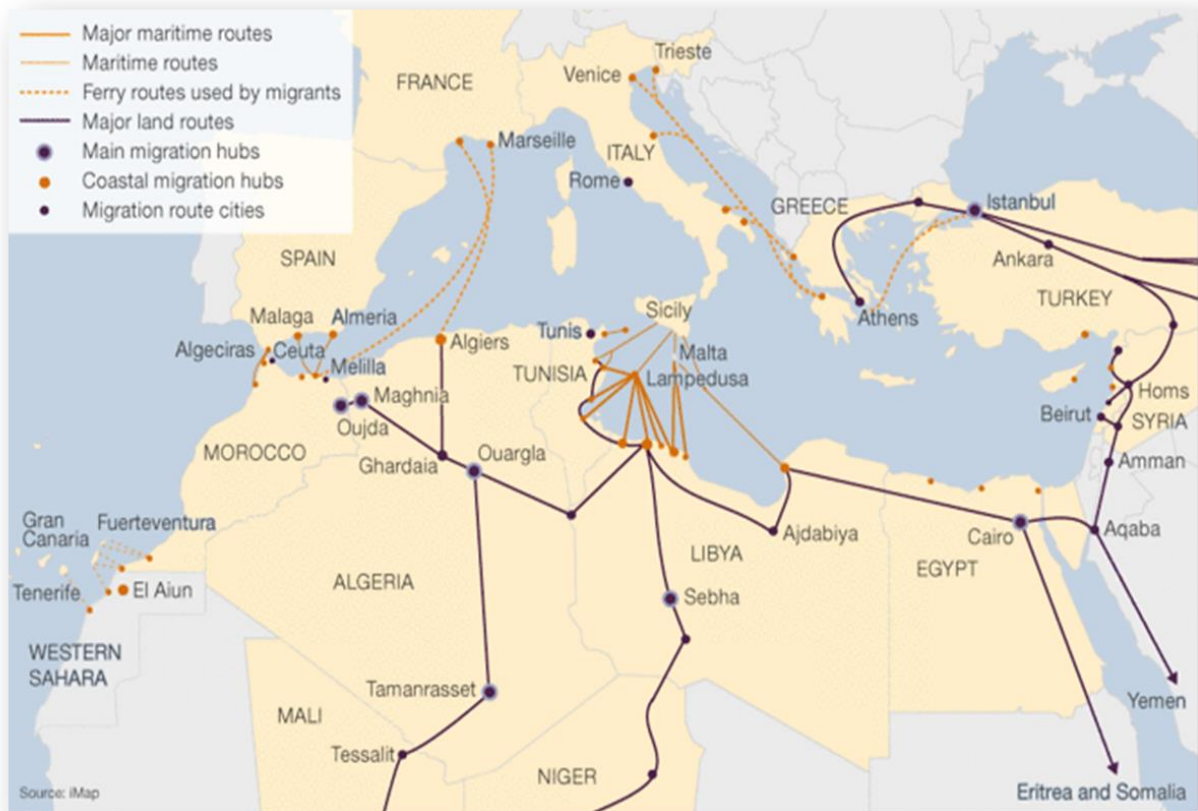 Major maritime routes
Maritime routes
Ferry routes used by migrants
Major land routes
Main migration hubs
Coastal migration hubs
Migration route cities
FRANCE
Venice
Trieste
Marseille
ITALY
Rome
SPAIN
GREECE
Istanbul
Ankara
TURKEY
Athens
Malaga
Almeria
Algeciras
Ceuta
Melilla
Algiers
Tunis
Sicily
Malta
Lampedusa
TUNISIA
Maghnia
Oujda
MOROCCO
Ghardaia
Ouargla
Homs
Beirut
SYRIA
Amman
Aqaba
Cairo
Ajdabiya
LIBYA
EGYPT
Gran
Canaria
Fuerteventura
Tenerife
El Aiun
ALGERIA
Sebha
WESTERN
SAHARA
Tamanrasset
MALI
Tessalit
NIGER
Yemen
Eritrea and Somalia
Source: iMap